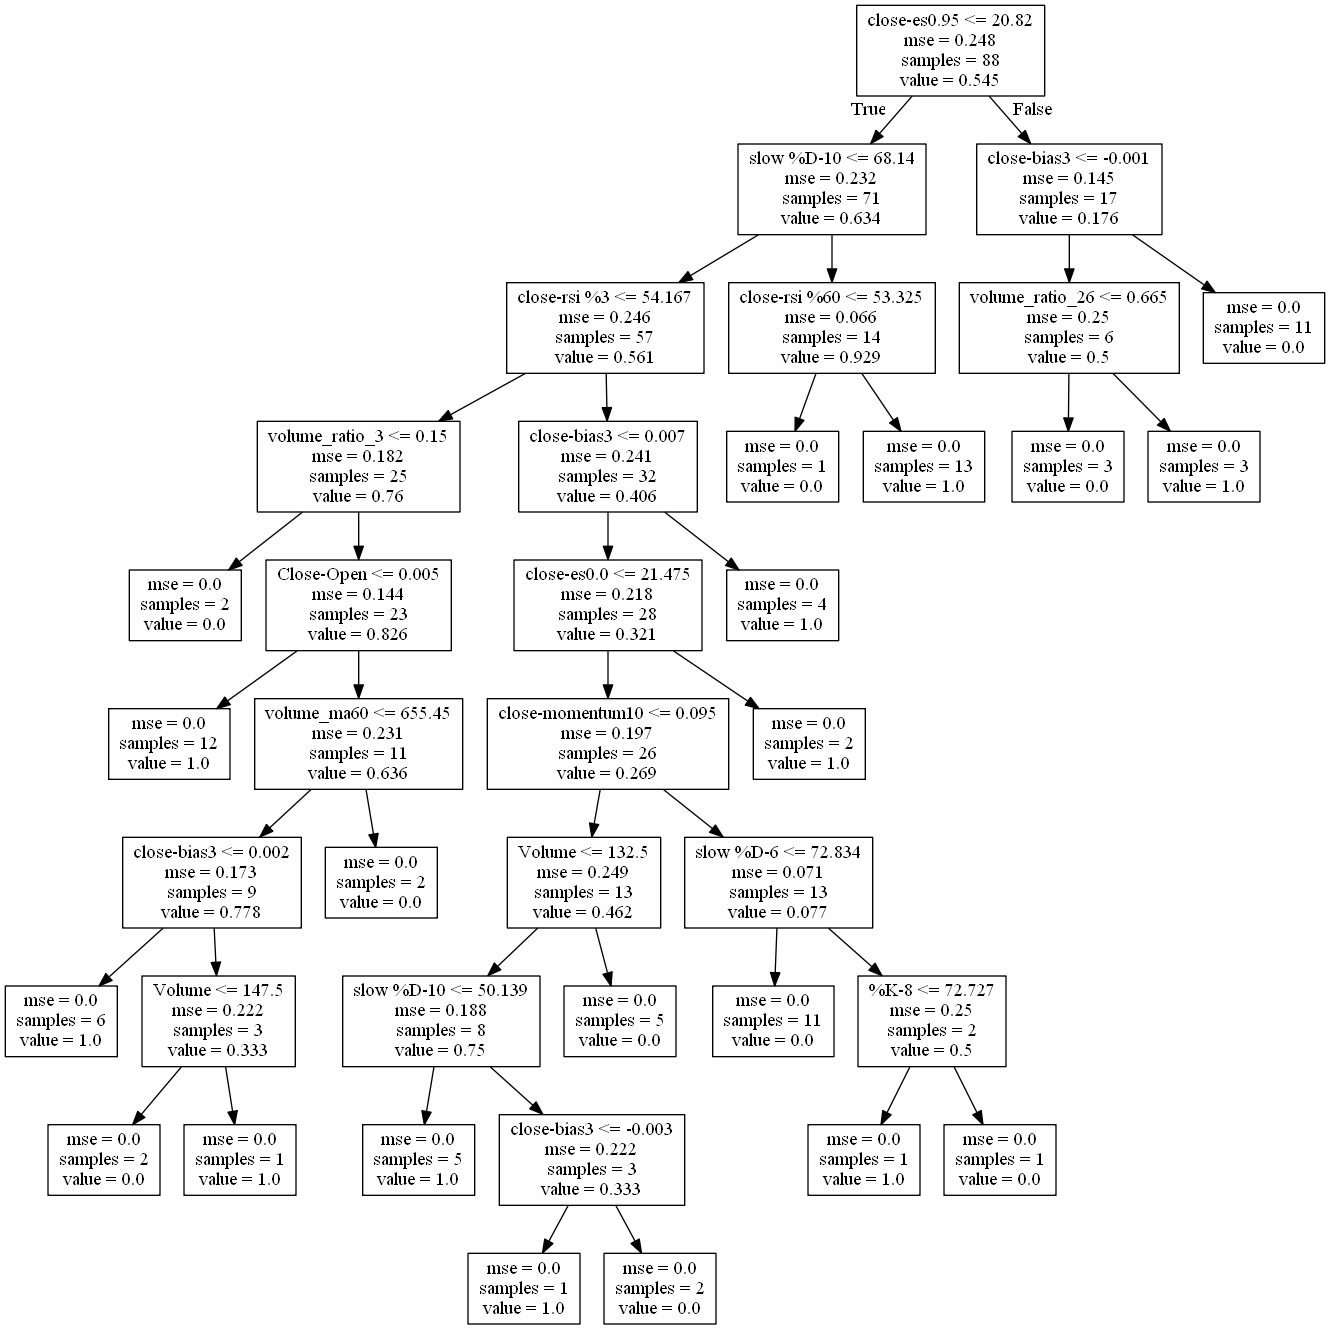 close-es0.95 <= 20.82
mse = 0.248
samples = 88
value = 0.545
True
False
slow %D-10 <= 68.14
mse = 0.232
samples = 71
value = 0.634
close-bias3 <= -0.001
mse = 0.145
samples = 17
value = 0.176
close-rsi %3 <= 54.167
mse = 0.246
samples = 57
value = 0.561
close-rsi %60 <= 53.325
mse = 0.066
samples = 14
value = 0.929
volume_ratio_26 <= 0.665
mse = 0.25
samples = 6
value = 0.5
mse = 0.0
samples = 11
value = 0.0
volume_ratio_3 <= 0.15
mse = 0.182
samples = 25
value = 0.76
close-bias3 <= 0.007
mse = 0.241
samples = 32
value = 0.406
mse = 0.0
samples = 1
value = 0.0
mse = 0.0
samples = 13
value = 1.0
mse = 0.0
samples = 3
value = 0.0
mse = 0.0
samples = 3
value = 1.0
mse = 0.0
samples = 2
value = 0.0
Close-Open <= 0.005
mse = 0.144
samples = 23
value = 0.826
close-es0.0 <= 21.475
mse = 0.218
samples = 28
value = 0.321
mse = 0.0
samples = 4
value = 1.0
mse = 0.0
samples = 12
value = 1.0
volume_ma60 <= 655.45
mse = 0.231
samples = 11
value = 0.636
close-momentum10 <= 0.095
mse = 0.197
samples = 26
value = 0.269
mse = 0.0
samples = 2
value = 1.0
close-bias3 <= 0.002
mse = 0.173
samples = 9
value = 0.778
mse = 0.0
samples = 2
value = 0.0
Volume <= 132.5
mse = 0.249
samples = 13
value = 0.462
slow %D-6 <= 72.834
mse = 0.071
samples = 13
value = 0.077
mse = 0.0
samples = 6
value = 1.0
Volume <= 147.5
mse = 0.222
samples = 3
value = 0.333
slow %D-10 <= 50.139
mse = 0.188
samples = 8
value = 0.75
mse = 0.0
samples = 5
value = 0.0
mse = 0.0
samples = 11
value = 0.0
%K-8 <= 72.727
mse = 0.25
samples = 2
value = 0.5
mse = 0.0
samples = 2
value = 0.0
mse = 0.0
samples = 1
value = 1.0
mse = 0.0
samples = 5
value = 1.0
close-bias3 <= -0.003
mse = 0.222
samples = 3
value = 0.333
mse = 0.0
samples = 1
value = 1.0
mse = 0.0
samples = 1
value = 0.0
mse = 0.0
samples = 1
value = 1.0
mse = 0.0
samples = 2
value = 0.0